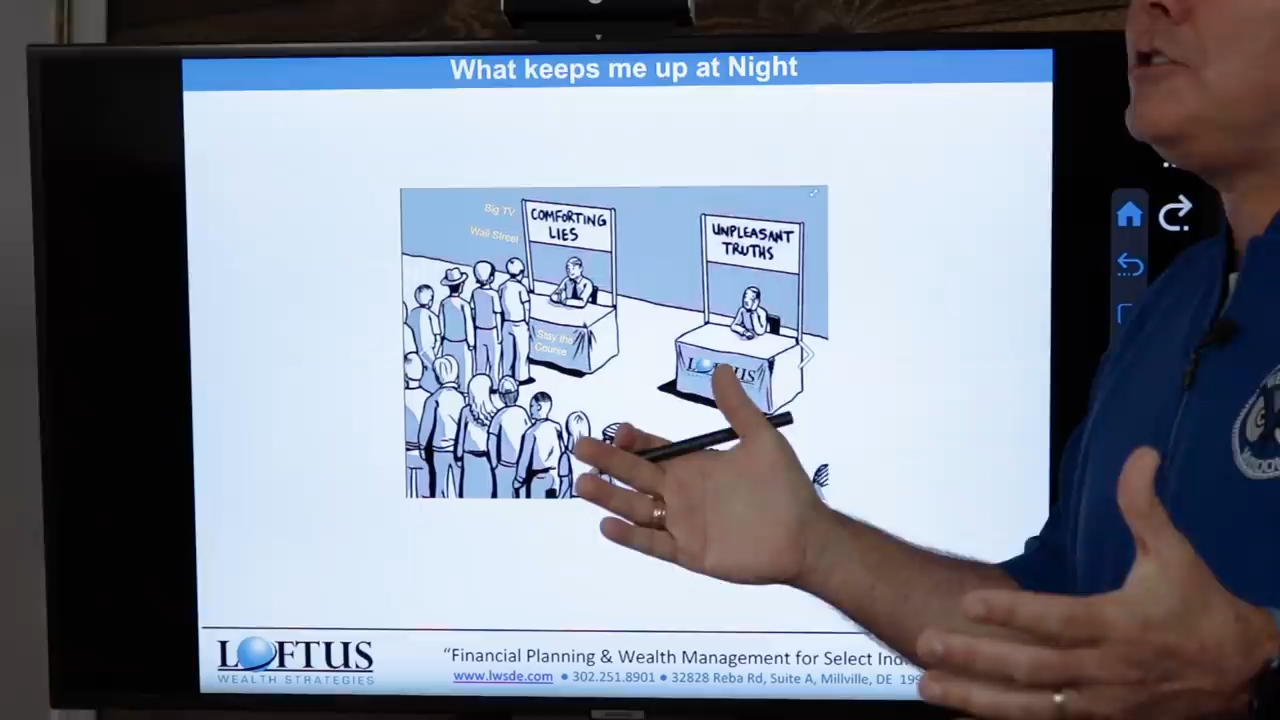 What keeps me up at Night
Big TV
Wall Street
COMFORTING
LIES
UNPLEASANT
TRUTHS
Stay the
Course
LOFTUS
WEALTH STRATEGIES
“Financial Planning & Wealth Management for Select
www.lwsde.com ● 302.251.8901 ● 32828 Reba Rd, Suite A, Millville, DE